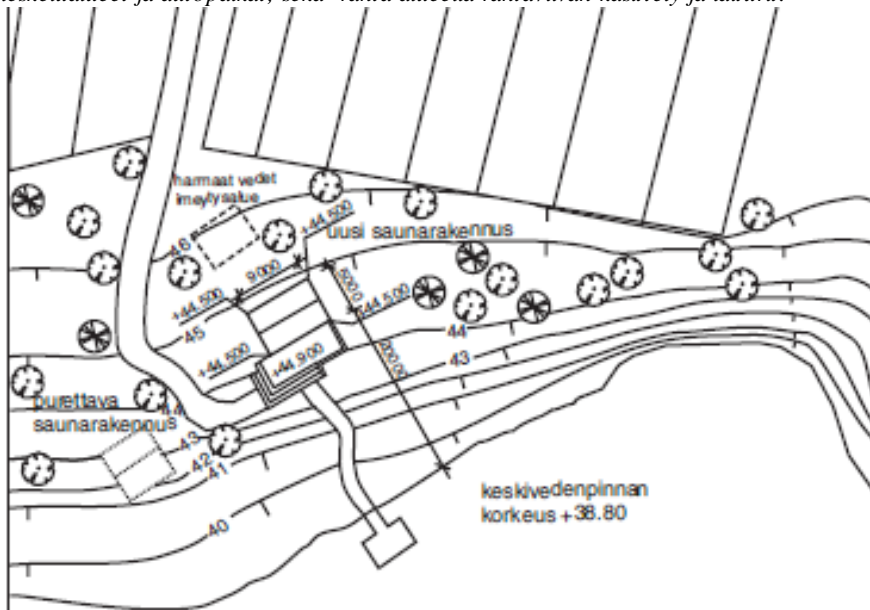 harmaat vedet
imeytysalue
46
+44.500
uusi saunarakennus
9.000
+44.500
45
+44.500
+44.500
44
+44.900
43
purettava
saunarakennus
44
43
42
41
40
keskivedenpinnan
korkeus +38.80